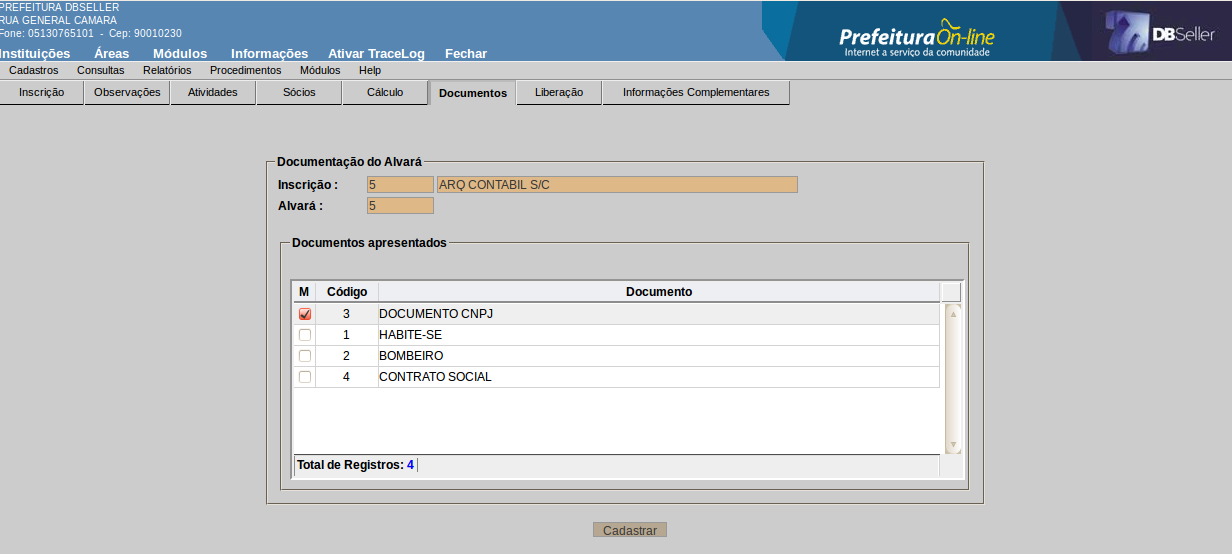 PREFEITURA DBSELLER
RUA GENERAL CAMARA
Fone: 05130765101 - Cep: 90010230
Instituições Áreas Módulos Informações Ativar TraceLog Fechar
PrefeituraOn-line
Internet a serviço da comunidade
DBSeller
Cadastros Consultas Relatórios Procedimentos Módulos Help
Inscrição Observações Atividades Sócios Cálculo Documentos Liberação Informações Complementares
Documentação do Alvará
Inscrição : 5 ARQ CONTABIL S/C
Alvará : 5
Documentos apresentados
M Código Documento
3 DOCUMENTO CNPJ
1 HABITE-SE
2 BOMBEIRO
4 CONTRATO SOCIAL
Total de Registros: 4
Cadastrar